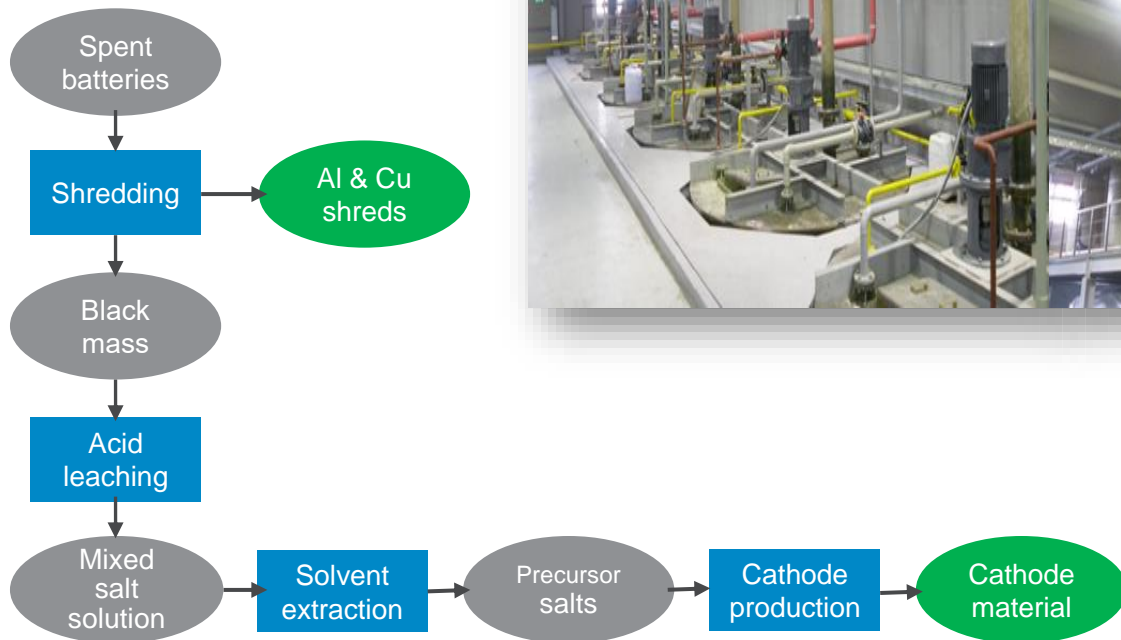 Spent
batteries
Shredding
Al & Cu
shreds
Black
mass
Acid
leaching
Mixed
salt
solution
Solvent
extraction
Precursor
salts
Cathode
production
Cathode
material